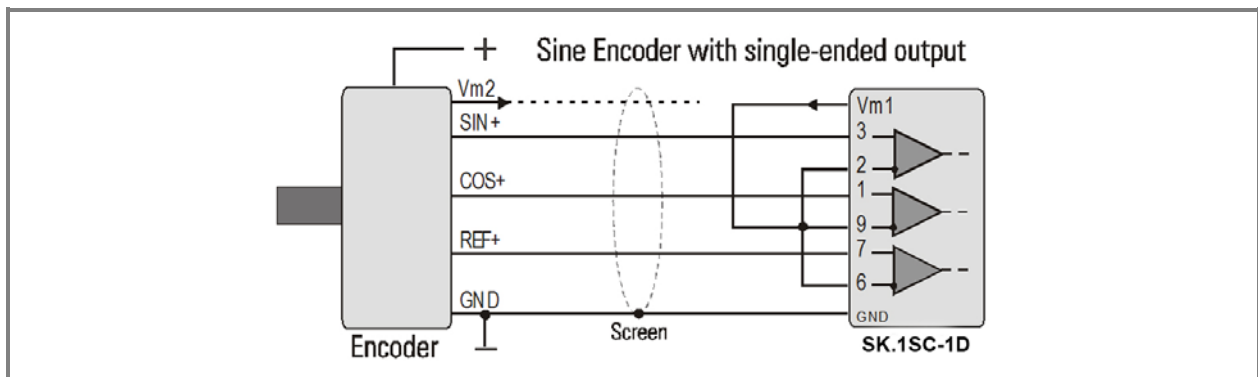 + Sine Encoder with single-ended output
Vm2
SIN+
COS+
REF+
GND
Encoder
Screen
Vm1
3
2
1
9
7
6
GND
SK.1SC-1D